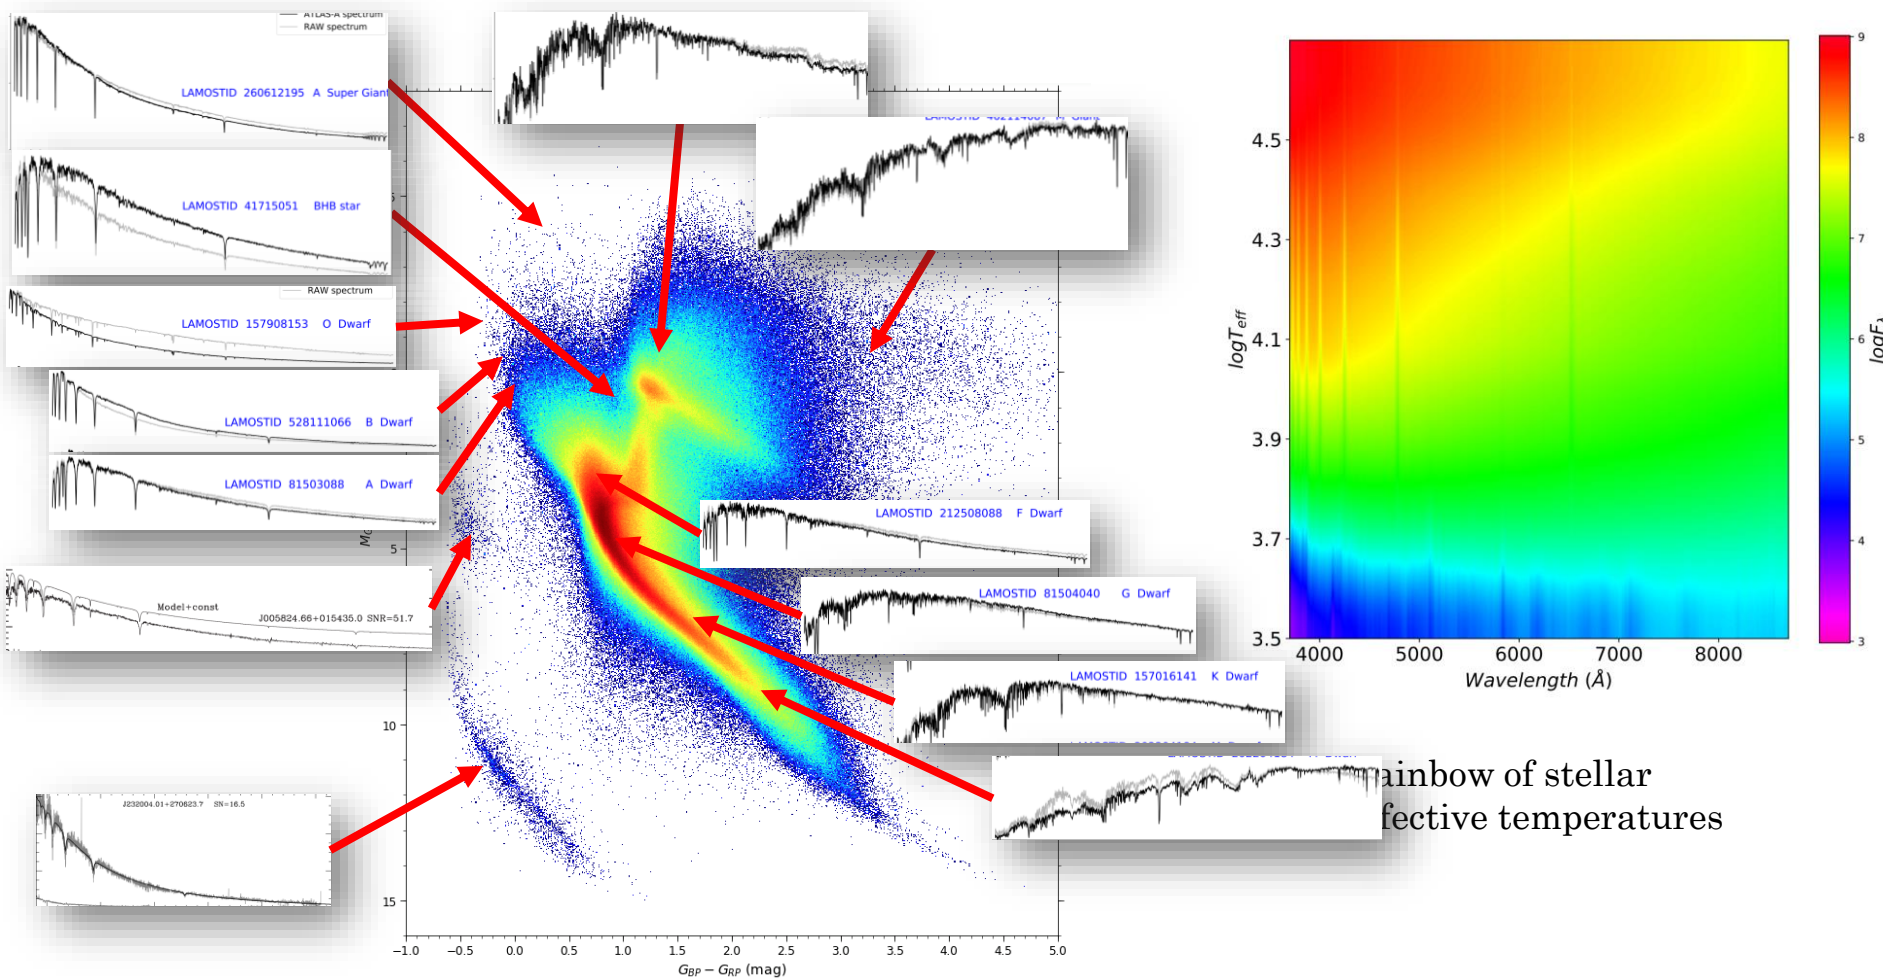 ATLAS-A spectrum
RAW spectrum
LAMOSTID 260612195 A Super Giant
LAMOSTID 41715051 BHB star
RAW spectrum
LAMOSTID 157908153 O Dwarf
LAMOSTID 528111066 B Dwarf
LAMOSTID 81503088 A Dwarf
Model+const
J005824.66+015435.0 SNR=51.7
J232004.01+270623.7 SN=16.5
LAMOSTID 212508088 F Dwarf
LAMOSTID 81504040 G Dwarf
LAMOSTID 157016141 K Dwarf
5
10
15
-1.0 -0.5 0.0 0.5 1.0 1.5 2.0 2.5 3.0 3.5 4.0 4.5 5.0
G_BP − G_RP (mag)
4.5
4.3
4.1
3.9
3.7
3.5
logT_eff
4000 5000 6000 7000 8000
Wavelength (Å)
9
8
7
6
5
4
3
logF_λ
ainbow of stellar
fective temperatures